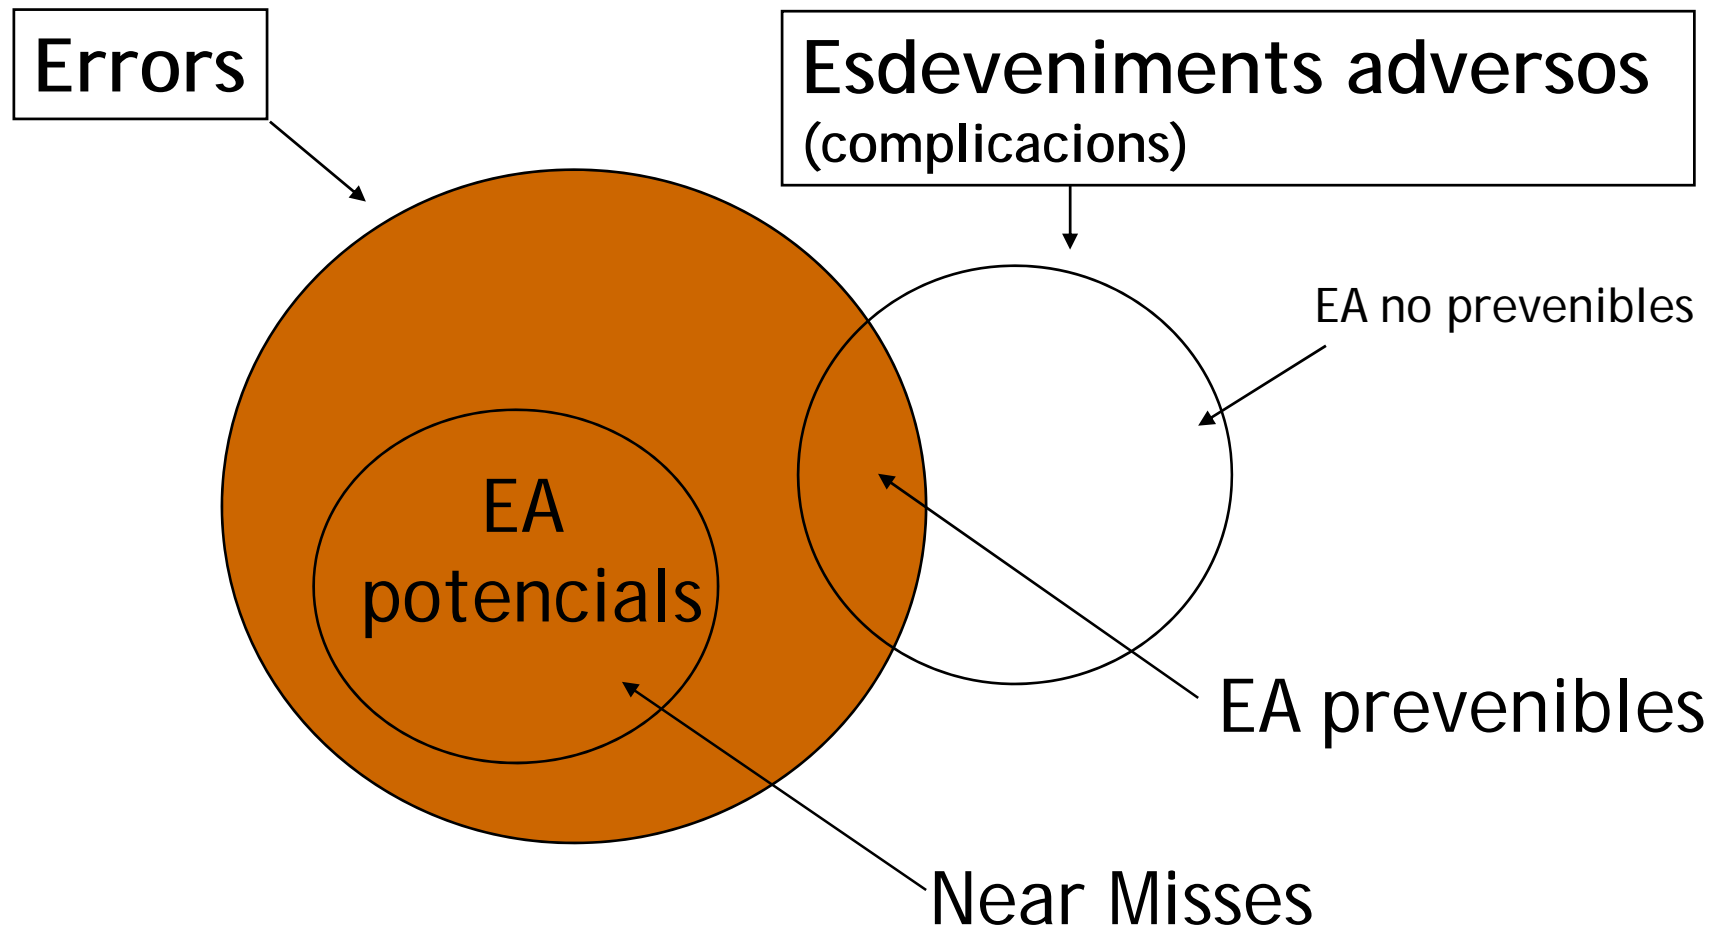 Errors
Esdeveniments adversos
(complicacions)
EA no prevenibles
EA
potencials
EA prevenibles
Near Misses